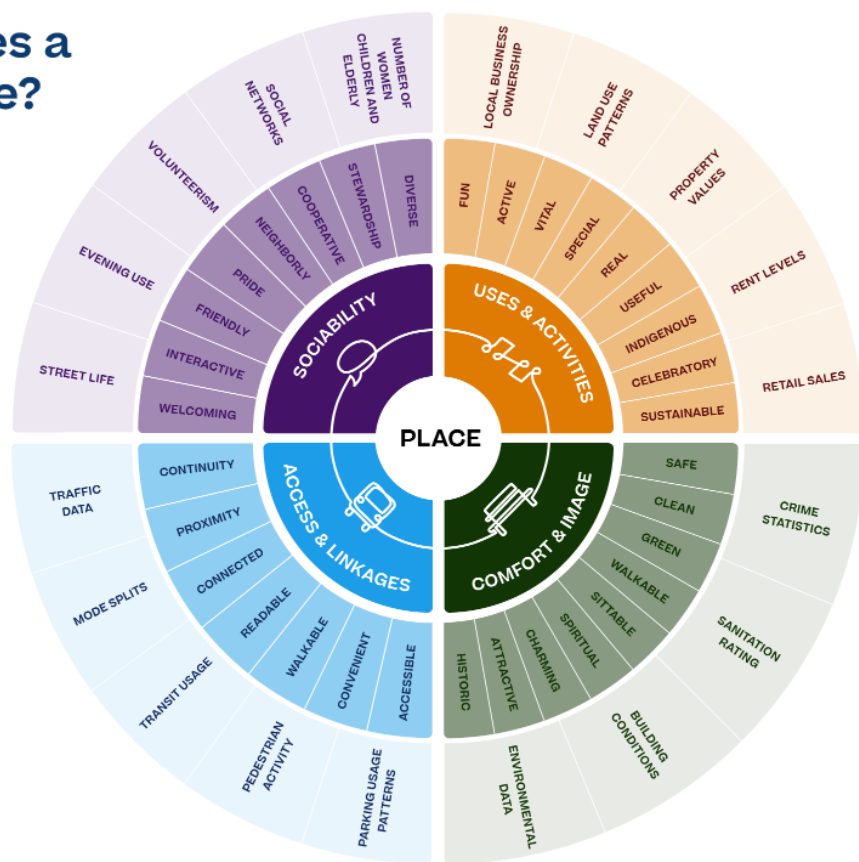 es a
e?
NUMBER OF
WOMEN
CHILDREN AND
ELDERLY
SOCIAL
NETWORKS
VOLUNTEERISM
EVENING USE
STREET LIFE
DIVERSE
STEWARDSHIP
COOPERATIVE
NEIGHBORLY
PRIDE
FRIENDLY
INTERACTIVE
WELCOMING
SOCIABILITY
LOCAL BUSINESS
OWNERSHIP
LAND USE
PATTERNS
PROPERTY
VALUES
RENT LEVELS
RETAIL SALES
FUN
ACTIVE
VITAL
SPECIAL
REAL
USEFUL
INDIGENOUS
CELEBRATORY
SUSTAINABLE
USES & ACTIVITIES
PLACE
ACCESS & LINKAGES
CONTINUITY
PROXIMITY
CONNECTED
READABLE
WALKABLE
CONVENIENT
ACCESSIBLE
TRAFFIC
DATA
MODE SPLITS
TRANSIT USAGE
PEDESTRIAN
ACTIVITY
PARKING USAGE
PATTERNS
COMFORT & IMAGE
SAFE
CLEAN
GREEN
WALKABLE
SITTABLE
SPIRITUAL
CHARMING
ATTRACTIVE
HISTORIC
CRIME
STATISTICS
SANITATION
RATING
BUILDING
CONDITIONS
ENVIRONMENTAL
DATA